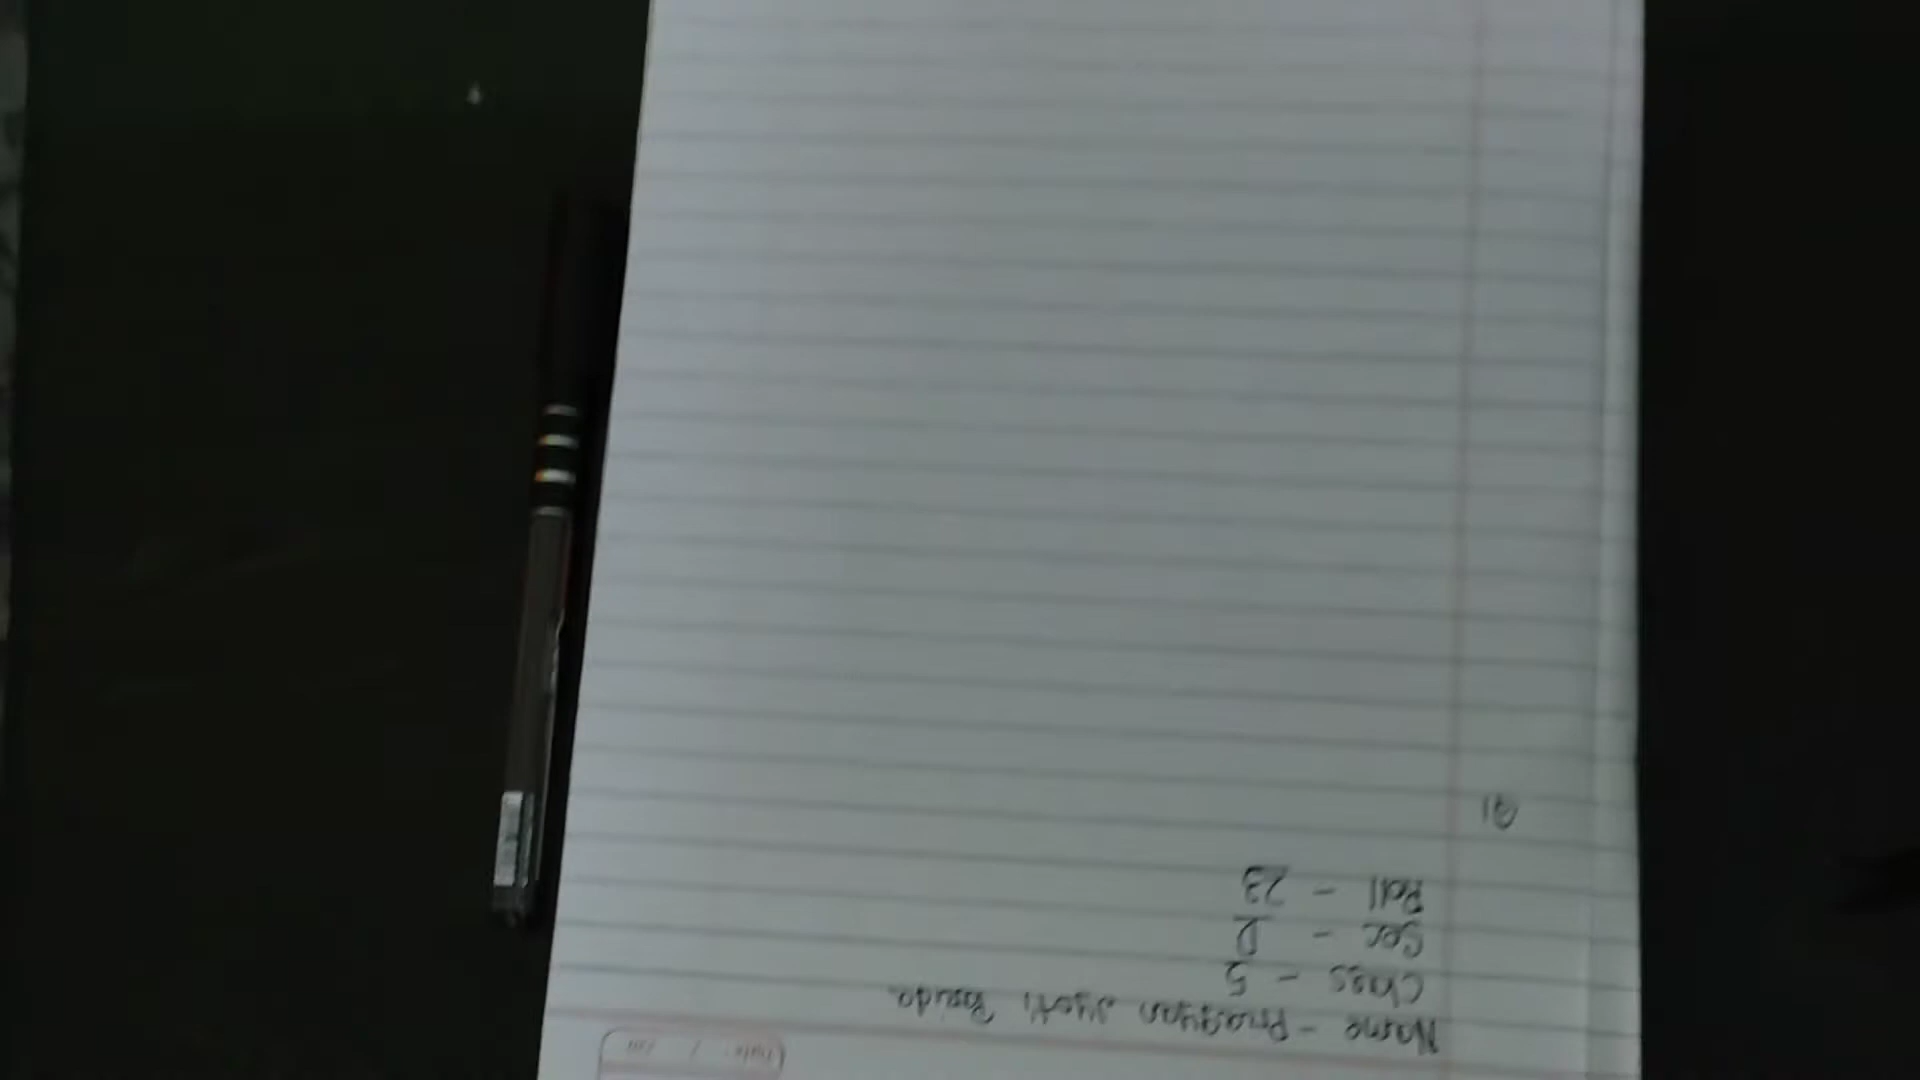 Name - Pragyan Jyoti
Class - 5
Sec - D
Roll - 23
Q1